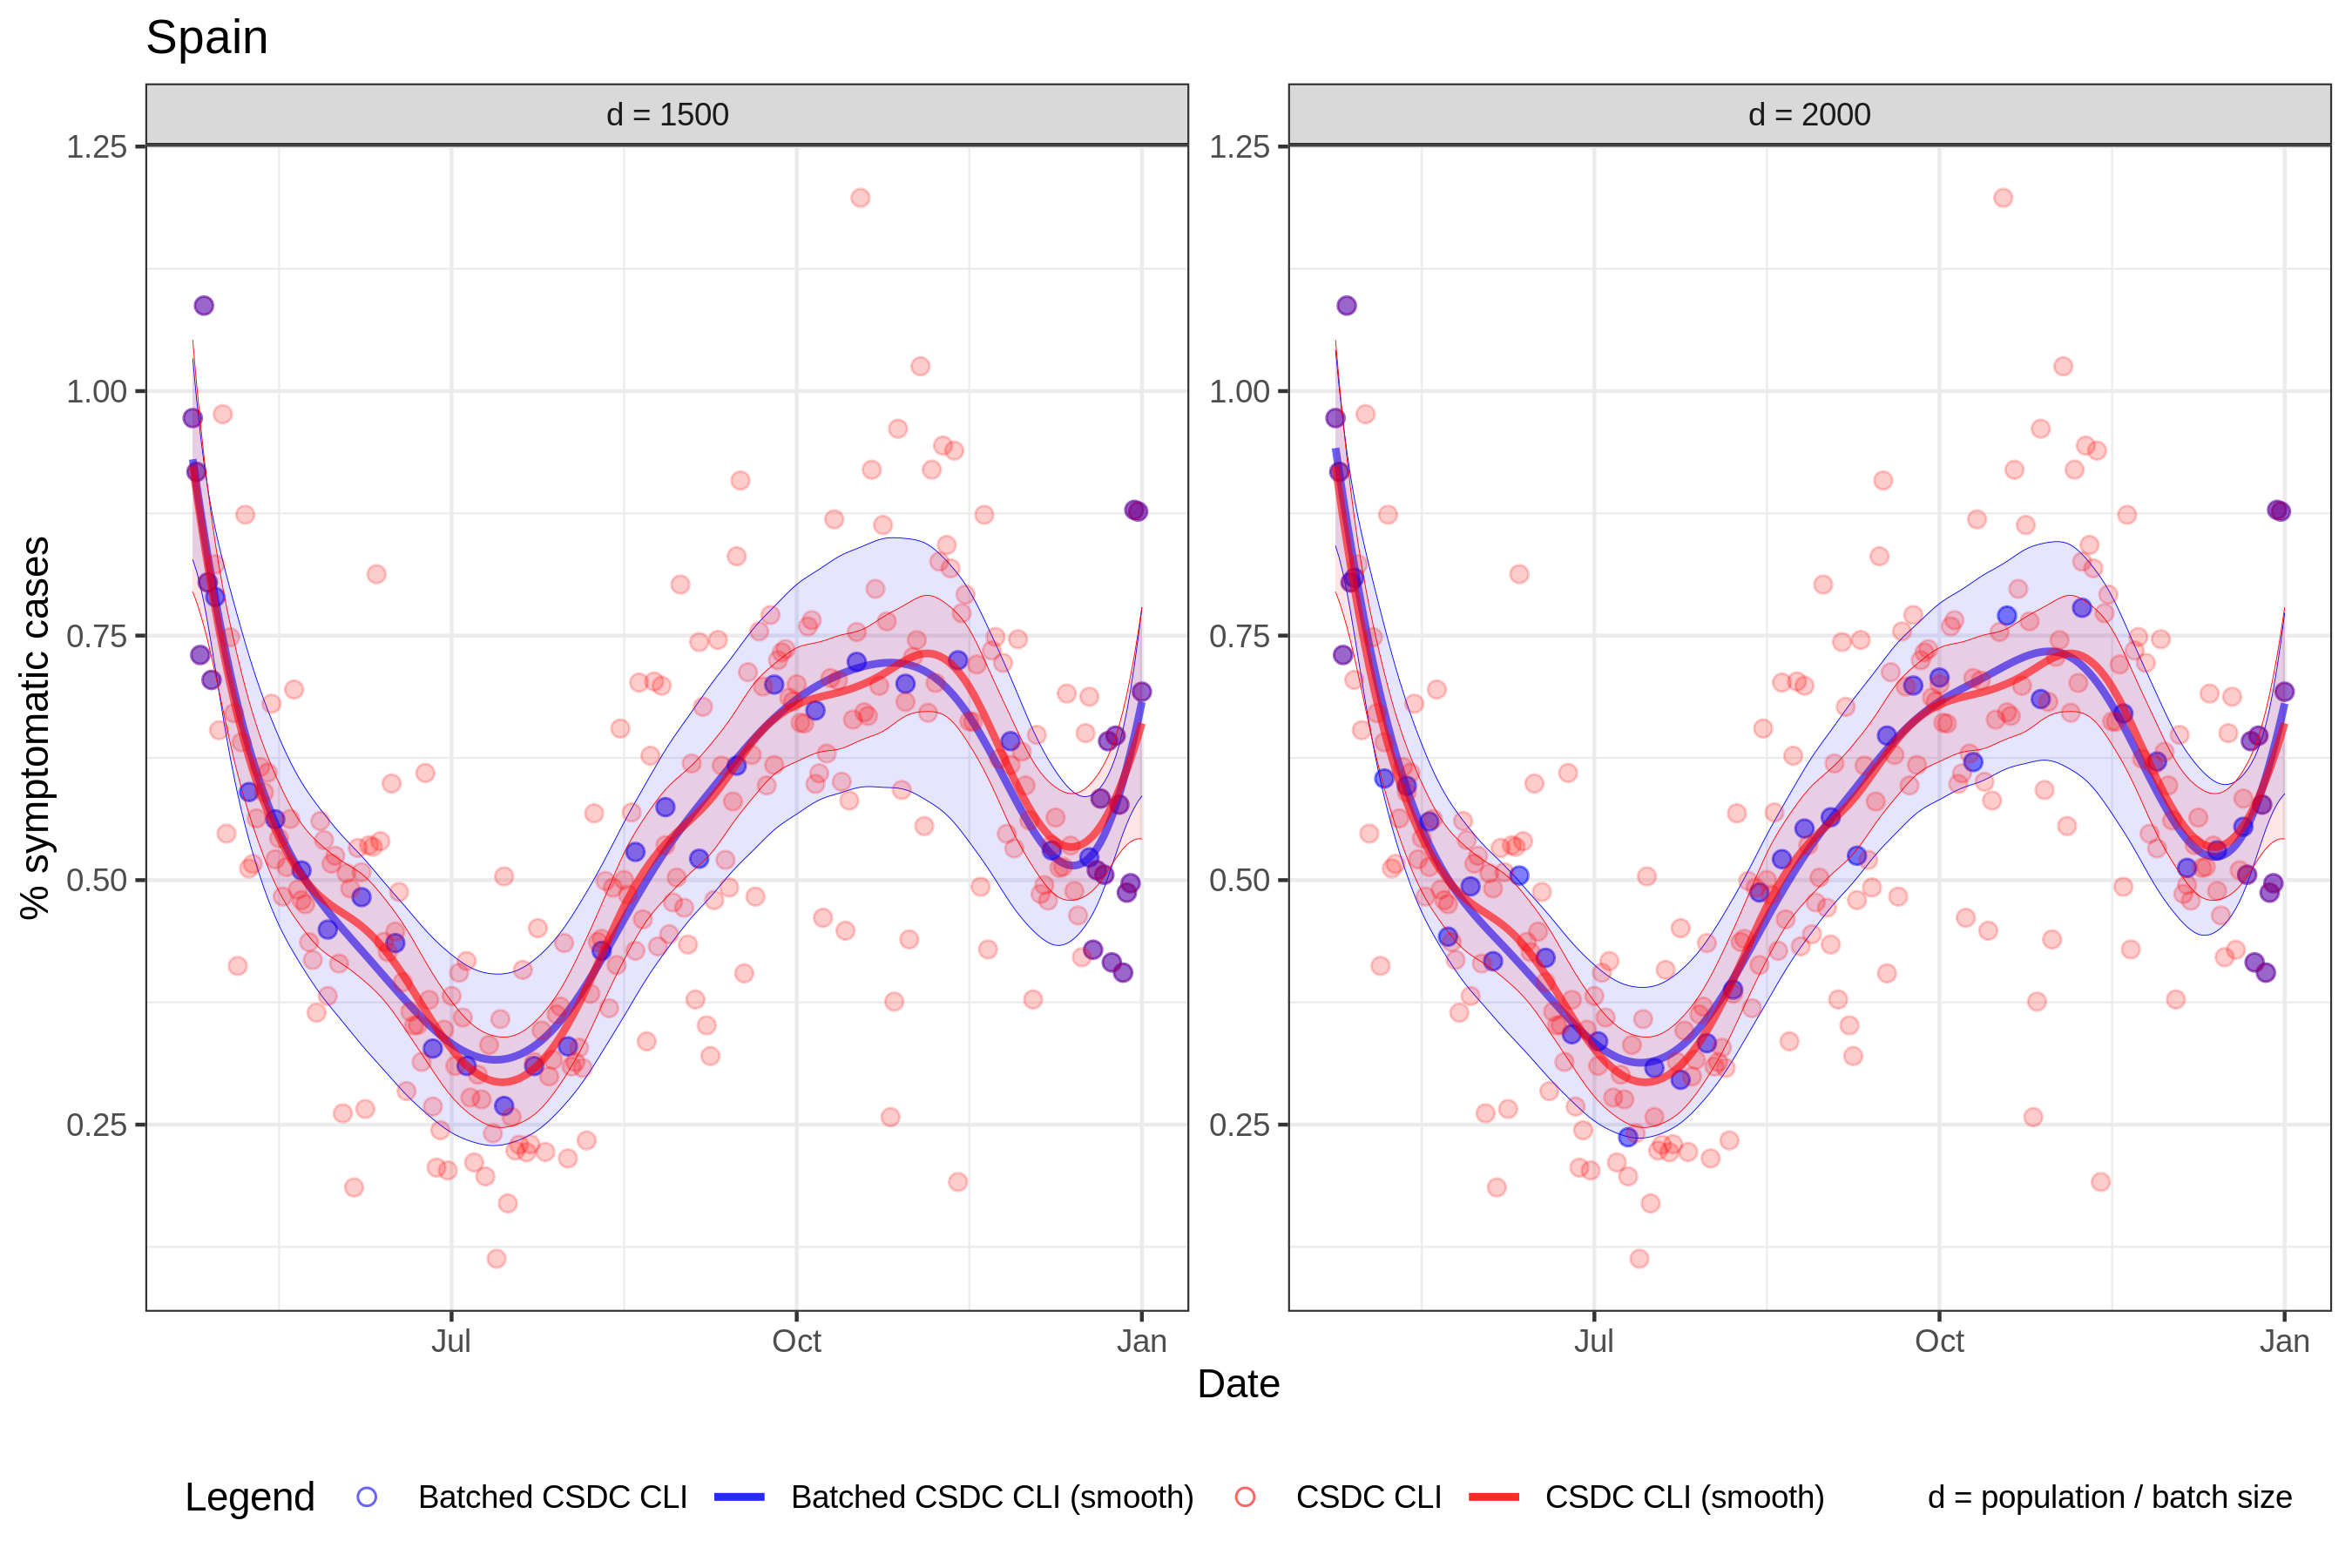 Spain
d = 1500
d = 2000
% symptomatic cases
1.25
1.00
0.75
0.50
0.25
1.25
1.00
0.75
0.50
0.25
Jul
Oct
Jan
Jul
Oct
Jan
Date
Legend
Batched CSDC CLI
Batched CSDC CLI (smooth)
CSDC CLI
CSDC CLI (smooth)
d = population / batch size